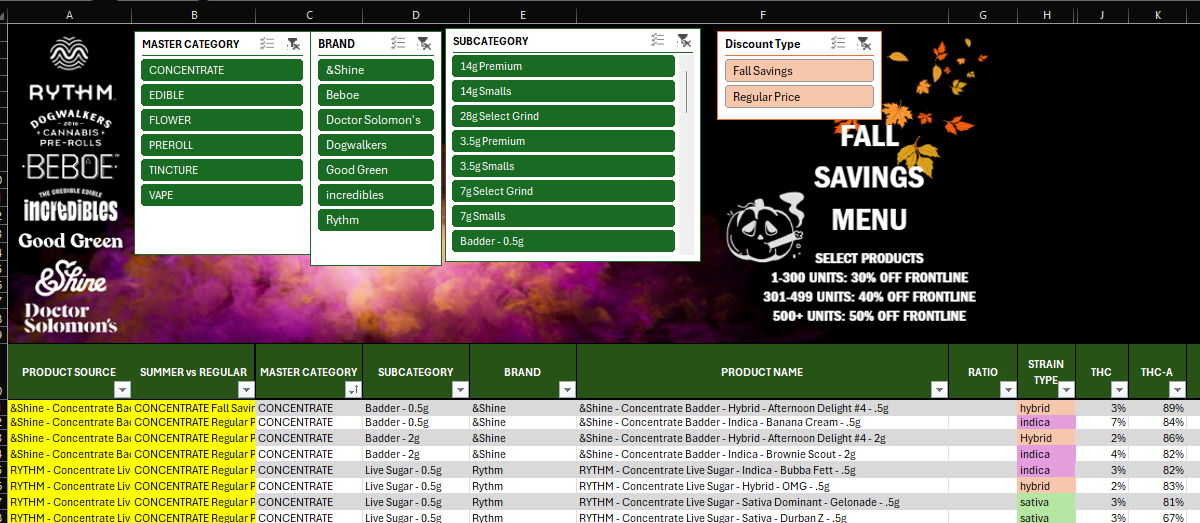 A B C D E F G H J K
RYTHM
DOGWALKERS
- 2016 -
• CANNABIS •
PRE-ROLLS
BEBOE
THE CREDIBLE EDIBLE
incredibles
Good Green
&Shine
Doctor
Solomon's
MASTER CATEGORY
CONCENTRATE
EDIBLE
FLOWER
PREROLL
TINCTURE
VAPE
BRAND
&Shine
Beboe
Doctor Solomon's
Dogwalkers
Good Green
incredibles
Rythm
SUBCATEGORY
14g Premium
14g Smalls
28g Select Grind
3.5g Premium
3.5g Smalls
7g Select Grind
7g Smalls
Badder - 0.5g
Discount Type
Fall Savings
Regular Price
FALL
SAVINGS
MENU
SELECT PRODUCTS
1-300 UNITS: 30% OFF FRONTLINE
301-499 UNITS: 40% OFF FRONTLINE
500+ UNITS: 50% OFF FRONTLINE
PRODUCT SOURCE SUMMER vs REGULAR MASTER CATEGORY SUBCATEGORY BRAND PRODUCT NAME RATIO STRAIN TYPE THC THC-A
&Shine - Concentrate Ba CONCENTRATE Fall Savir CONCENTRATE Badder - 0.5g &Shine &Shine - Concentrate Badder - Hybrid - Afternoon Delight #4 - .5g hybrid 3% 89%
&Shine - Concentrate Ba CONCENTRATE Regular P CONCENTRATE Badder - 0.5g &Shine &Shine - Concentrate Badder - Indica - Banana Cream - .5g indica 7% 84%
&Shine - Concentrate Ba CONCENTRATE Regular P CONCENTRATE Badder - 2g &Shine &Shine - Concentrate Badder - Hybrid - Afternoon Delight #4 - 2g Hybrid 2% 86%
&Shine - Concentrate Ba CONCENTRATE Regular P CONCENTRATE Badder - 2g &Shine &Shine - Concentrate Badder - Indica - Brownie Scout - 2g indica 4% 82%
RYTHM - Concentrate Liv CONCENTRATE Regular P CONCENTRATE Live Sugar - 0.5g Rythm RYTHM - Concentrate Live Sugar - Indica - Bubba Fett - .5g indica 3% 82%
RYTHM - Concentrate Liv CONCENTRATE Regular P CONCENTRATE Live Sugar - 0.5g Rythm RYTHM - Concentrate Live Sugar - Hybrid - OMG - .5g hybrid 2% 83%
RYTHM - Concentrate Liv CONCENTRATE Regular P CONCENTRATE Live Sugar - 0.5g Rythm RYTHM - Concentrate Live Sugar - Sativa Dominant - Gelonade - .5g sativa 3% 81%
RYTHM - Concentrate Liv CONCENTRATE Regular P CONCENTRATE Live Sugar - 0.5g Rythm RYTHM - Concentrate Live Sugar - Sativa - Durban Z - .5g sativa 3% 67%